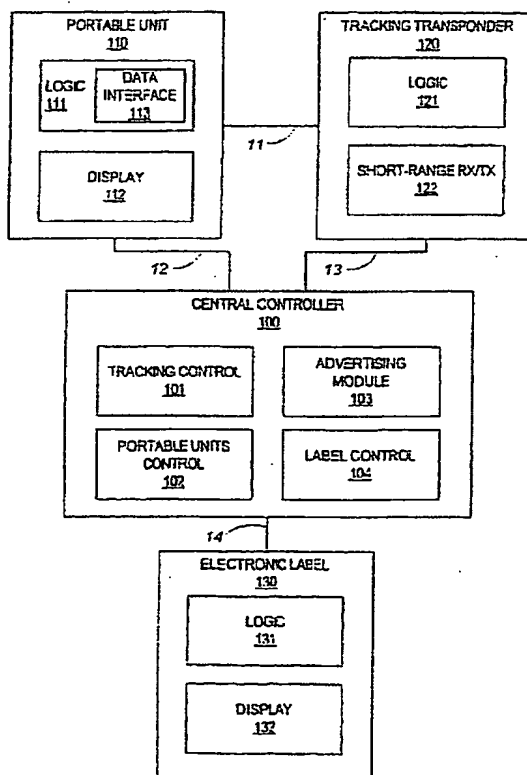 PORTABLE UNIT
110
LOGIC
111
DATA
INTERFACE
113
DISPLAY
112
TRACKING TRANSPONDER
120
LOGIC
121
SHORT-RANGE RX/TX
122
11
12
13
CENTRAL CONTROLLER
100
TRACKING CONTROL
101
ADVERTISING
MODULE
103
PORTABLE UNITS
CONTROL
102
LABEL CONTROL
104
14
ELECTRONIC LABEL
130
LOGIC
131
DISPLAY
132